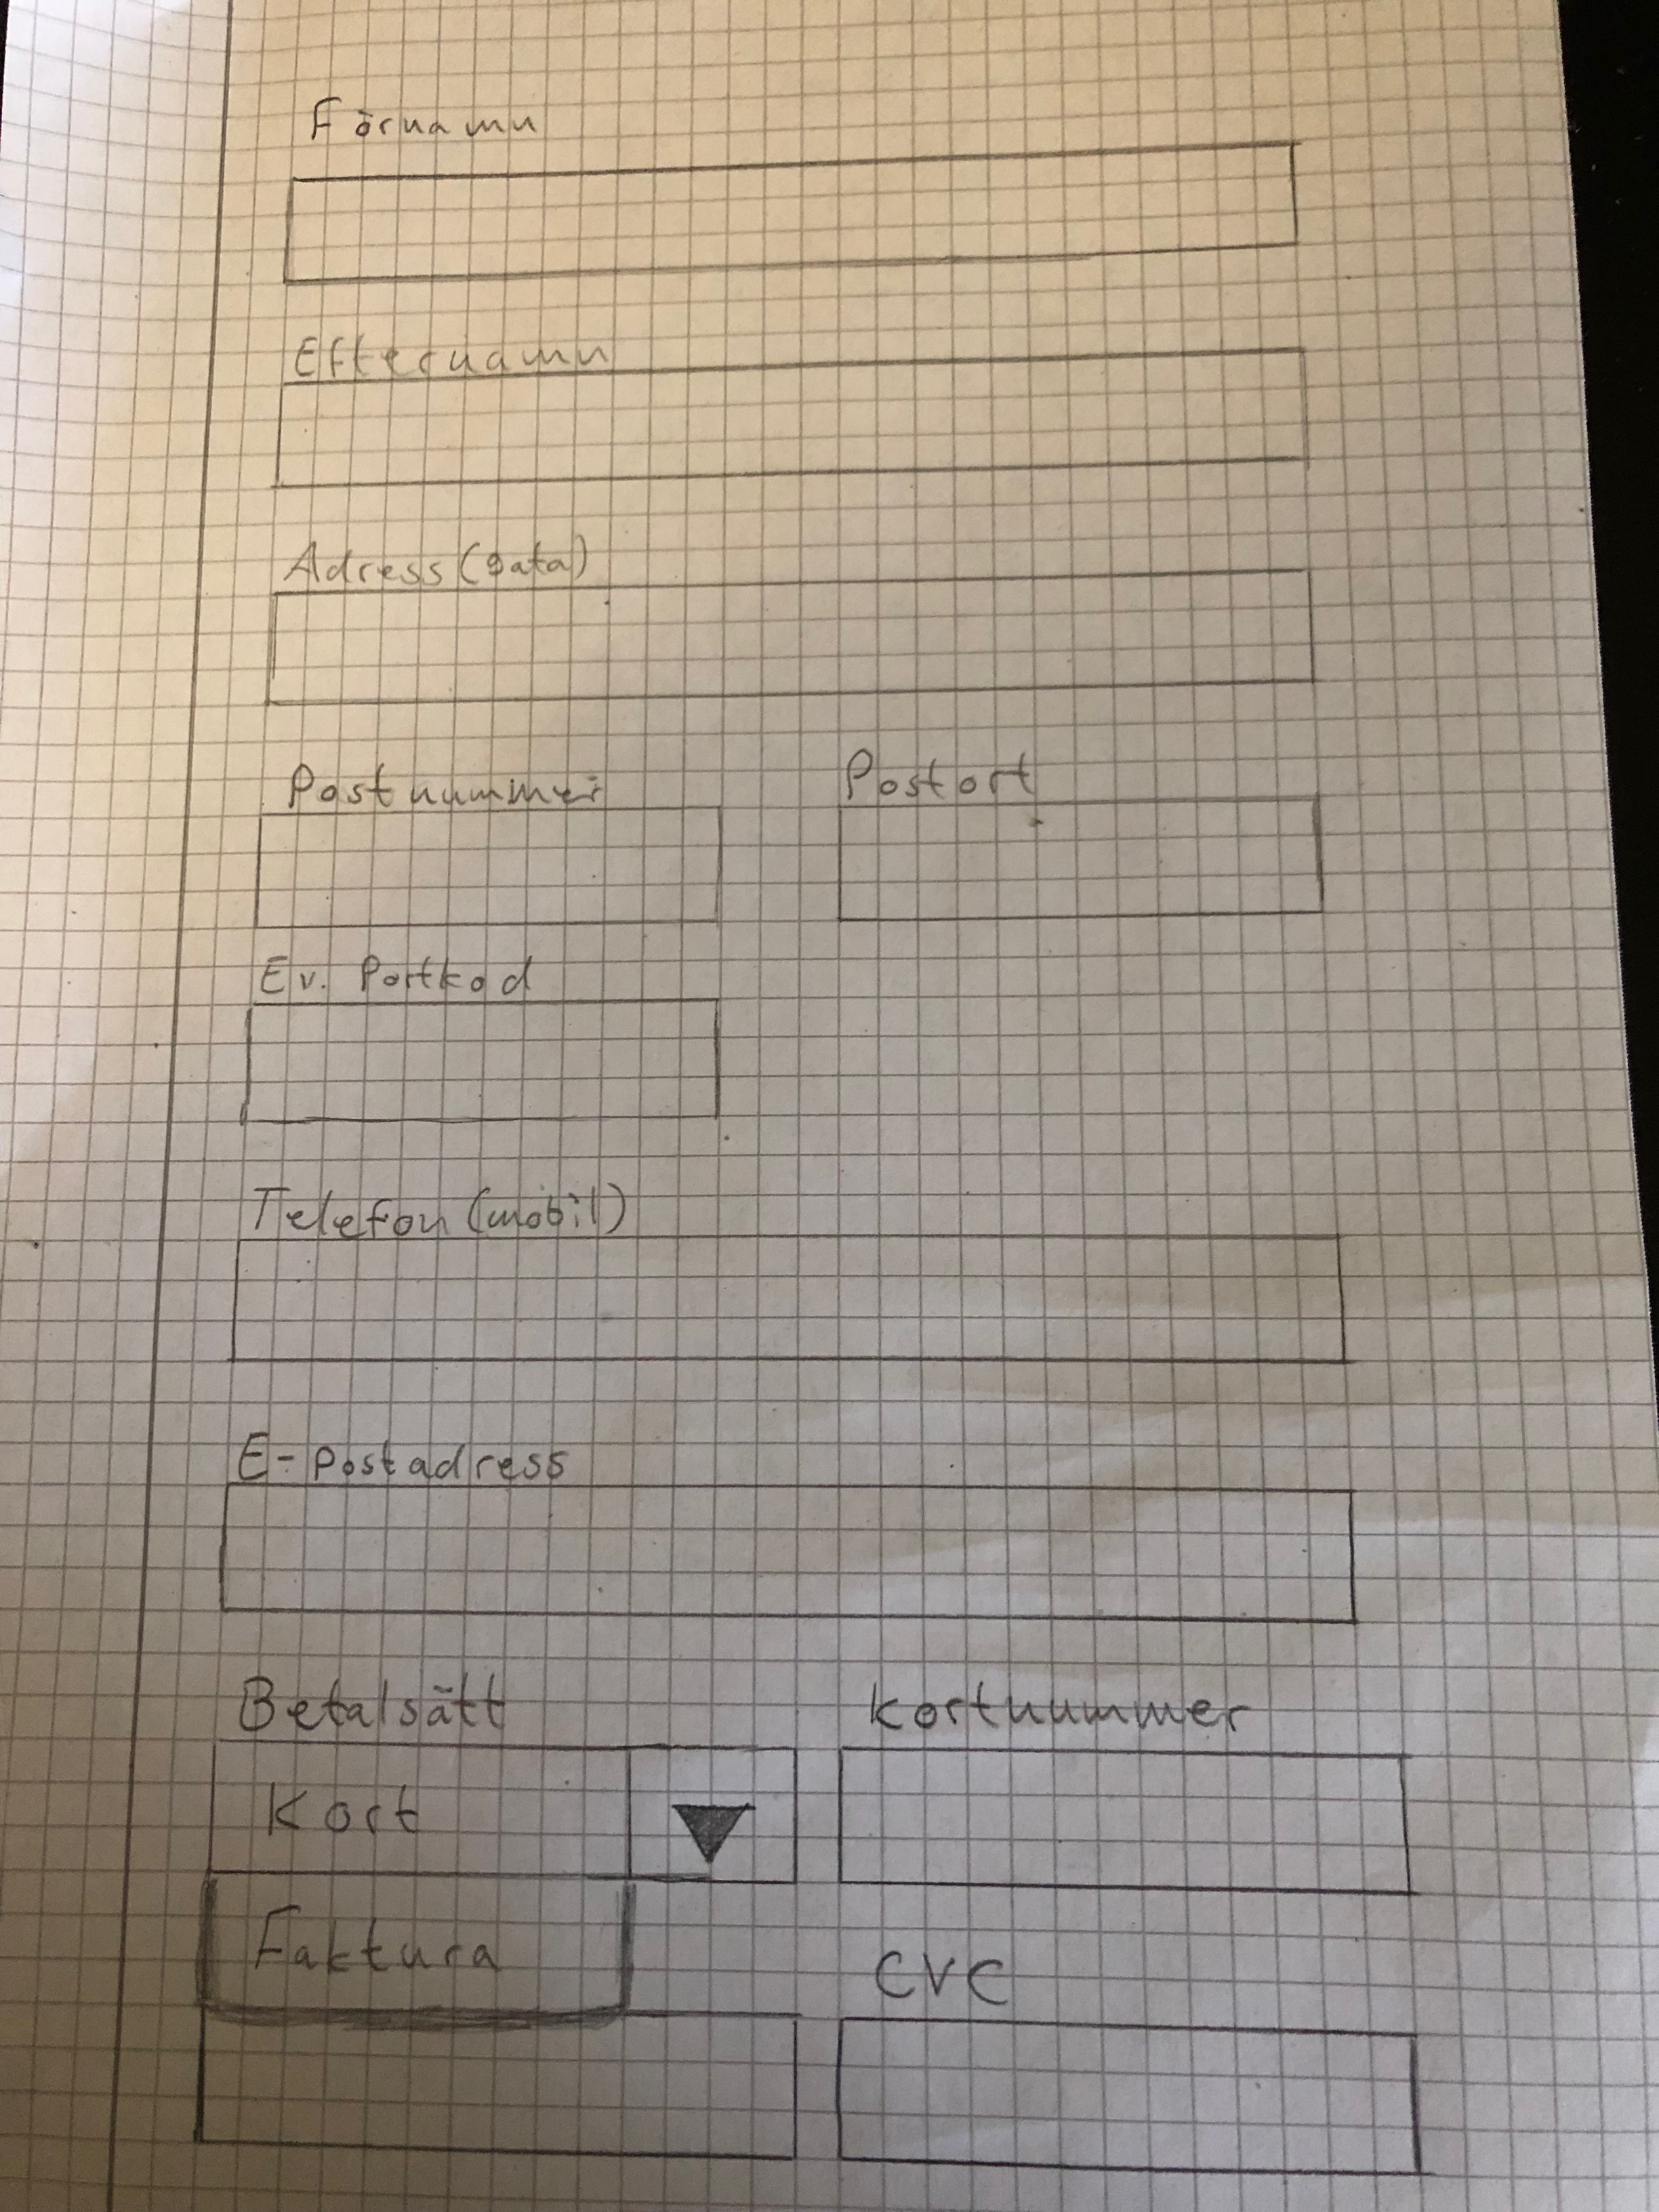 Förnamn
Efternamn
Adress (gata)
Postnummer Postort
Ev. Portkod
Telefon (mobil)
E-postadress
Betalsätt Kortnummer
Kort
Faktura
CVC